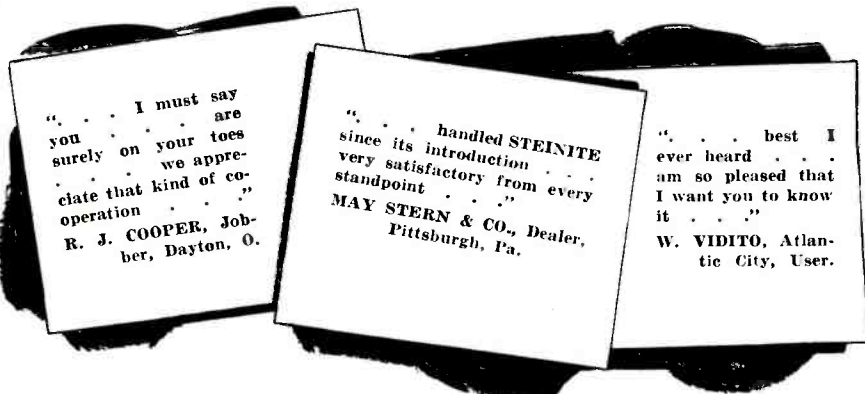 ". . . I must say
you . . . are
surely on your toes
. . . we appre-
ciate that kind of co-
operation . . ."
R. J. COOPER, Job-
ber, Dayton, O.
". . . handled STEINITE
since its introduction . . .
very satisfactory from every
standpoint . . ."
MAY STERN & CO., Dealer,
Pittsburgh, Pa.
". . . best I
ever heard . . .
am so pleased that
I want you to know
it . . ."
W. VIDITO, Atlan-
tic City, User.